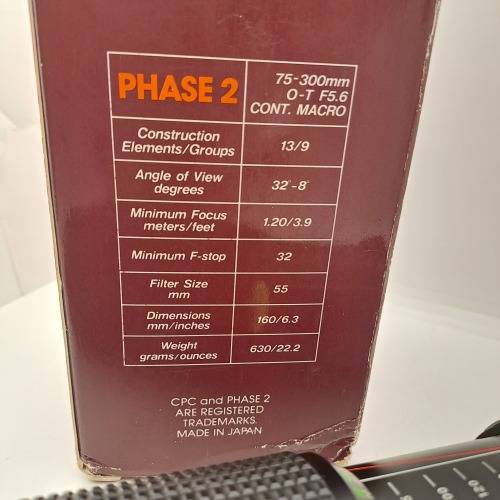 PHASE 2
75-300mm
O-T F5.6
CONT. MACRO
Construction
Elements/Groups
13/9
Angle of View
degrees
32°-8°
Minimum Focus
meters/feet
1.20/3.9
Minimum F-stop
32
Filter Size
mm
55
Dimensions
mm/inches
160/6.3
Weight
grams/ounces
630/22.2
CPC and PHASE 2
ARE REGISTERED
TRADEMARKS.
MADE IN JAPAN